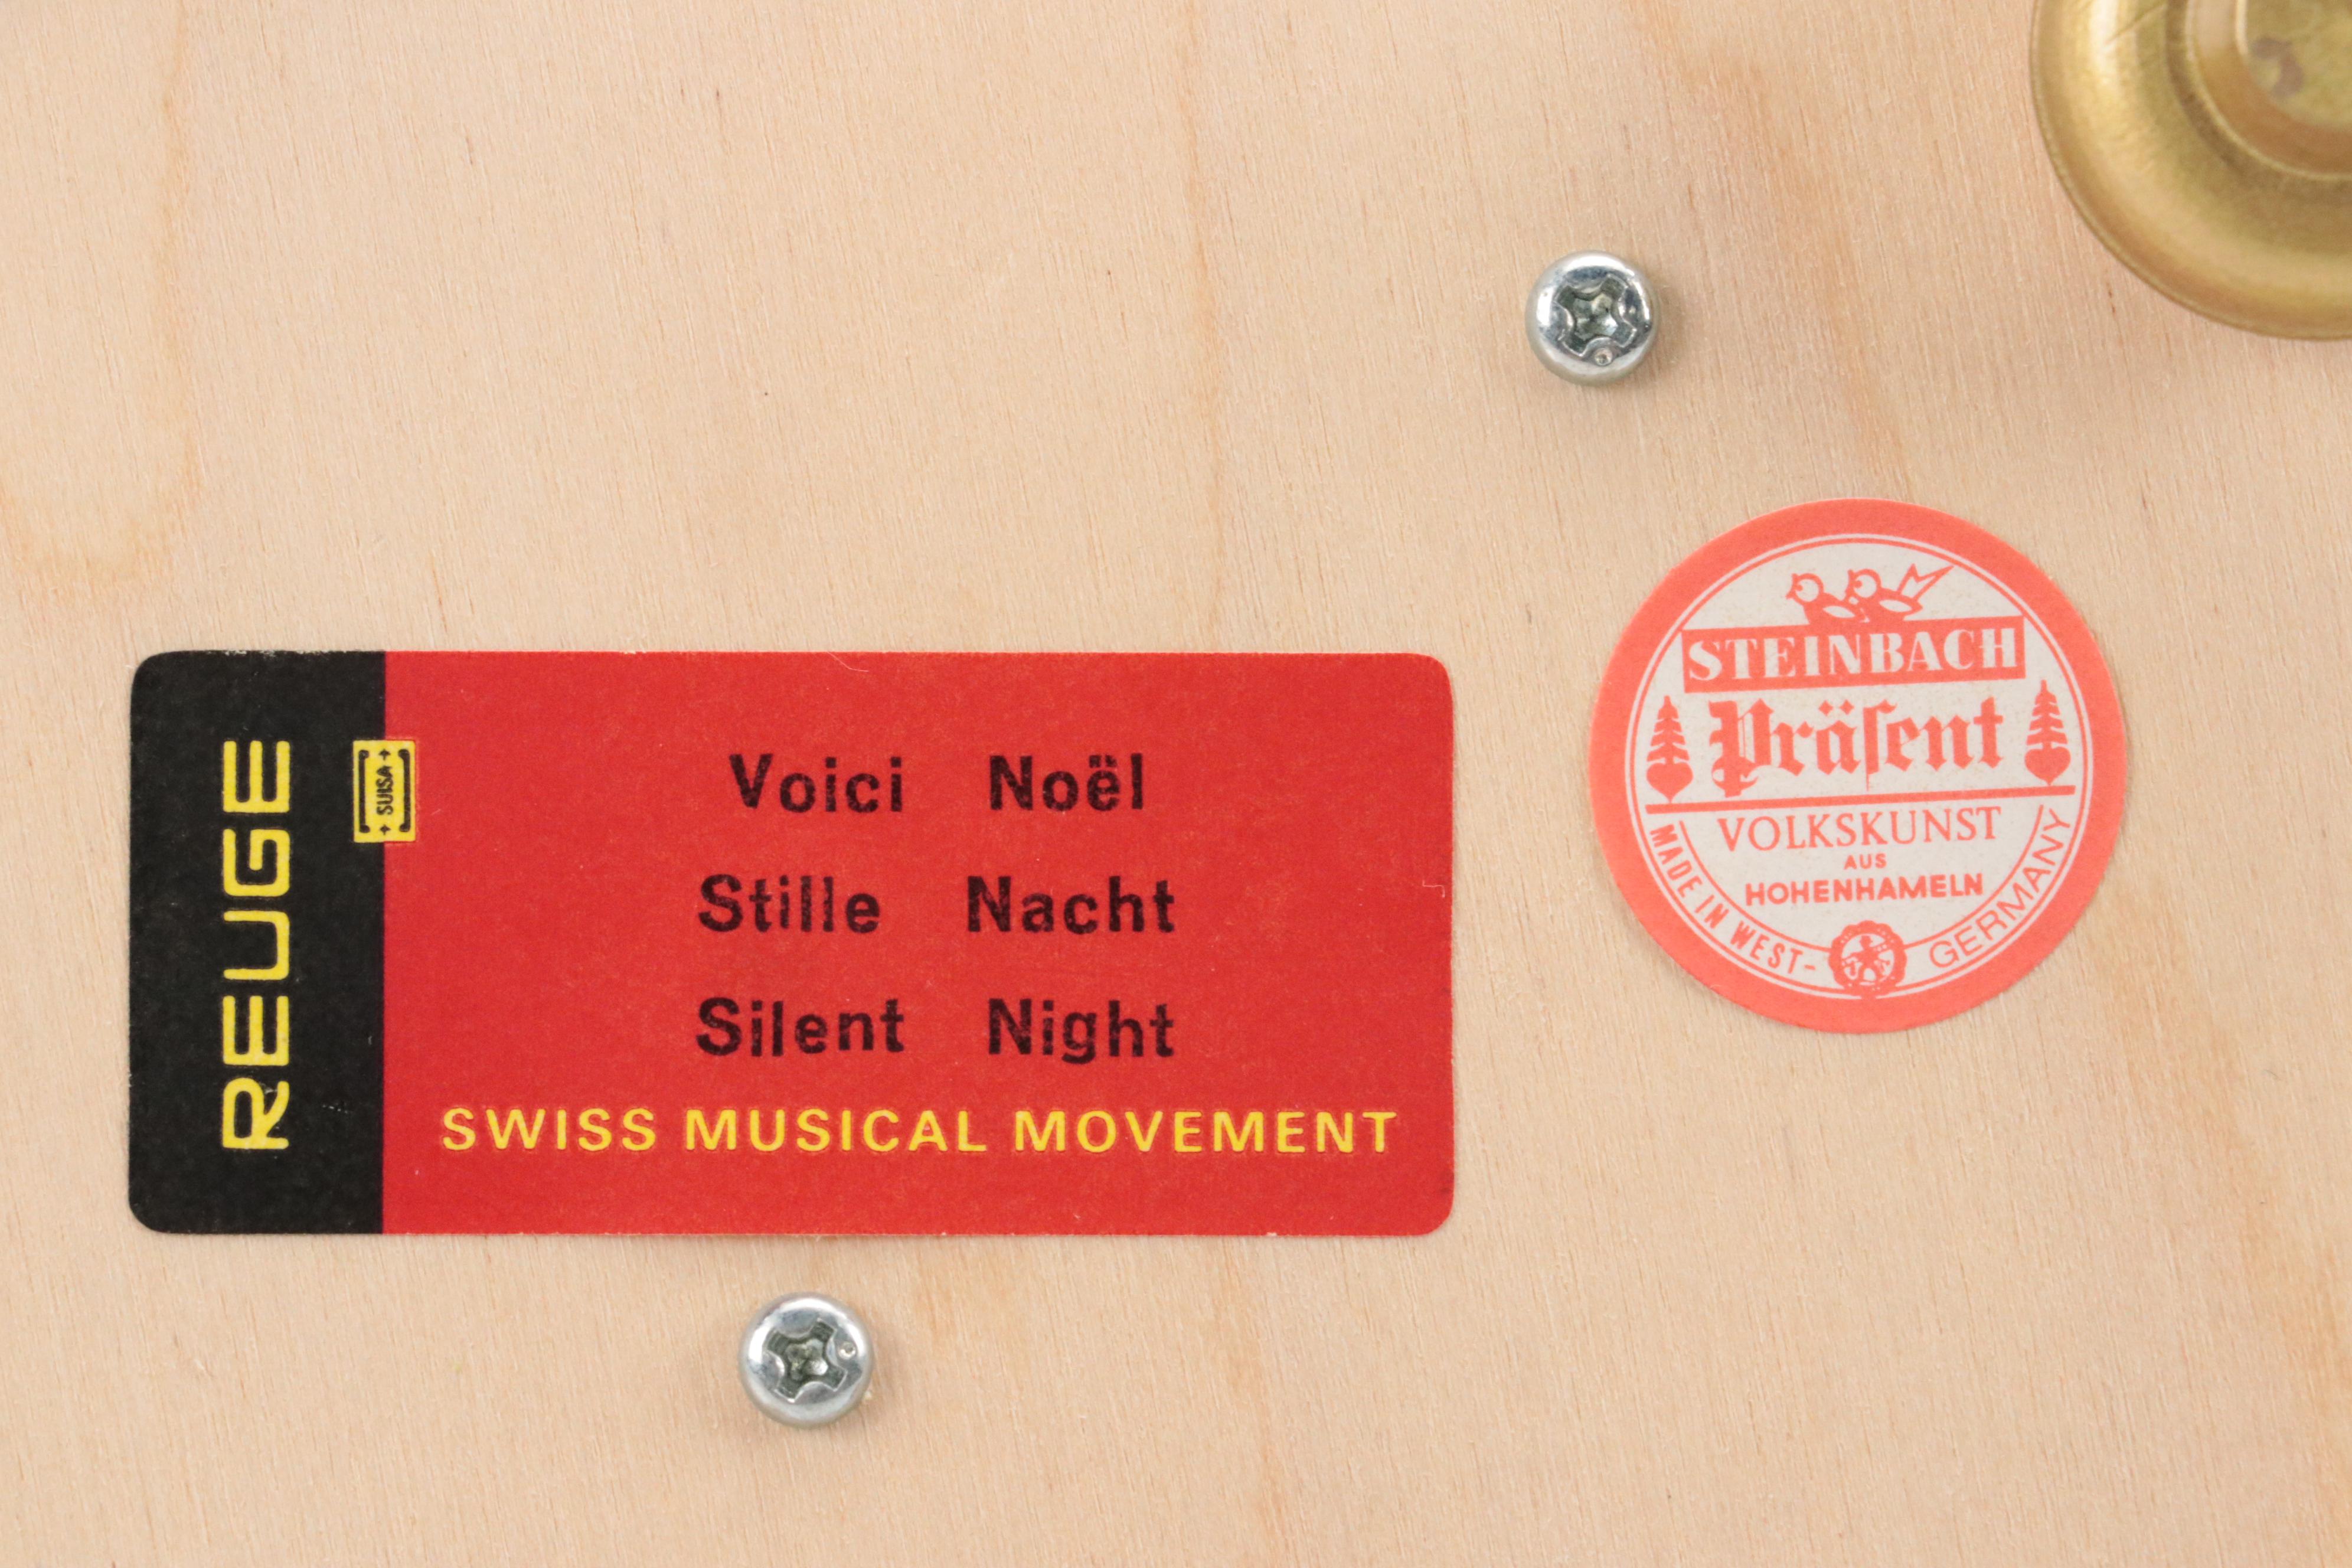 REUGE
SUISA
Voici Noël
Stille Nacht
Silent Night
SWISS MUSICAL MOVEMENT
STEINBACH
Präſent
VOLKSKUNST
AUS
HOHENHAMELN
MADE IN WEST-GERMANY